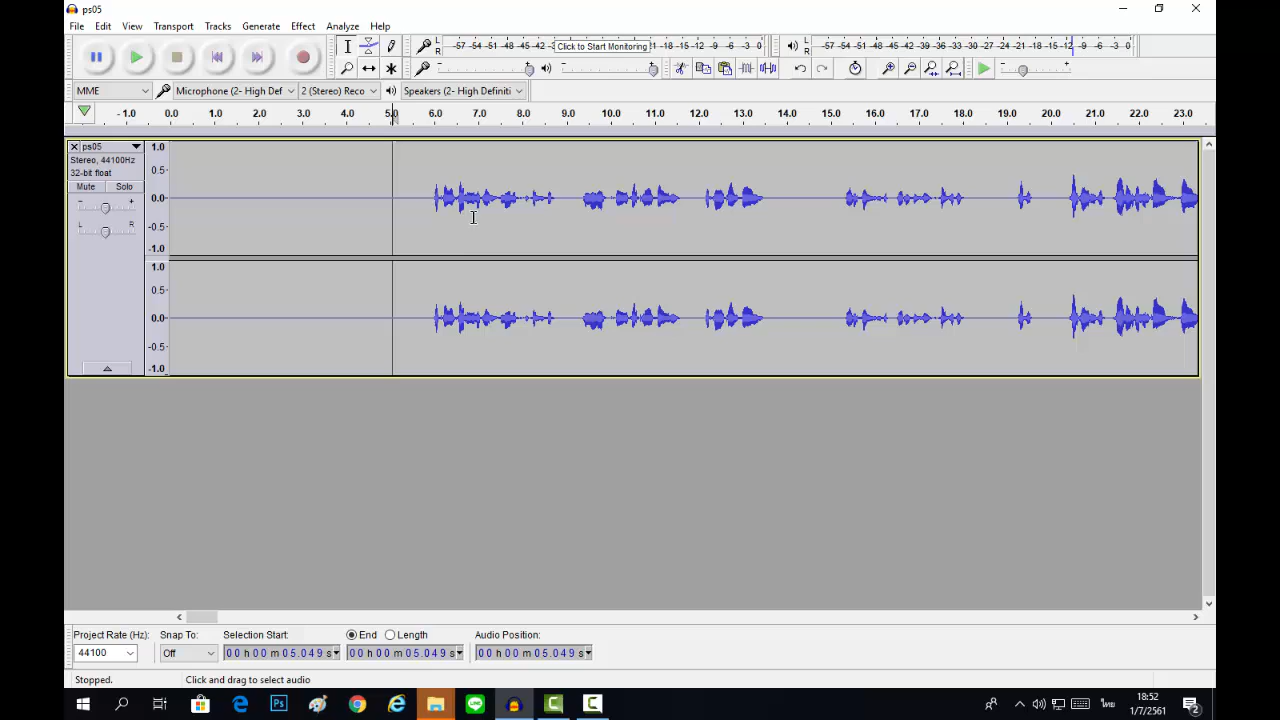 ps05
File Edit View Transport Tracks Generate Effect Analyze Help
L R -57 -54 -51 -48 -45 -42 -3 Click to Start Monitoring 1 -18 -15 -12 -9 -6 -3 0
L R -57 -54 -51 -48 -45 -42 -39 -36 -33 -30 -27 -24 -21 -18 -15 -12 -9 -6 -3 0
MME Microphone (2- High Def 2 (Stereo) Reco Speakers (2- High Definiti
- 1.0 0.0 1.0 2.0 3.0 4.0 5.0 6.0 7.0 8.0 9.0 10.0 11.0 12.0 13.0 14.0 15.0 16.0 17.0 18.0 19.0 20.0 21.0 22.0 23.0
ps05
Stereo, 44100Hz
32-bit float
Mute Solo
- +
L R
1.0
0.5
0.0
-0.5
-1.0
1.0
0.5
0.0
-0.5
-1.0
Project Rate (Hz): Snap To: Selection Start: End Length Audio Position:
44100 Off 00 h 00 m 05.049 s 00 h 00 m 05.049 s 00 h 00 m 05.049 s
Stopped. Click and drag to select audio
Ps LINE ไทย 18:52
1/7/2561 2